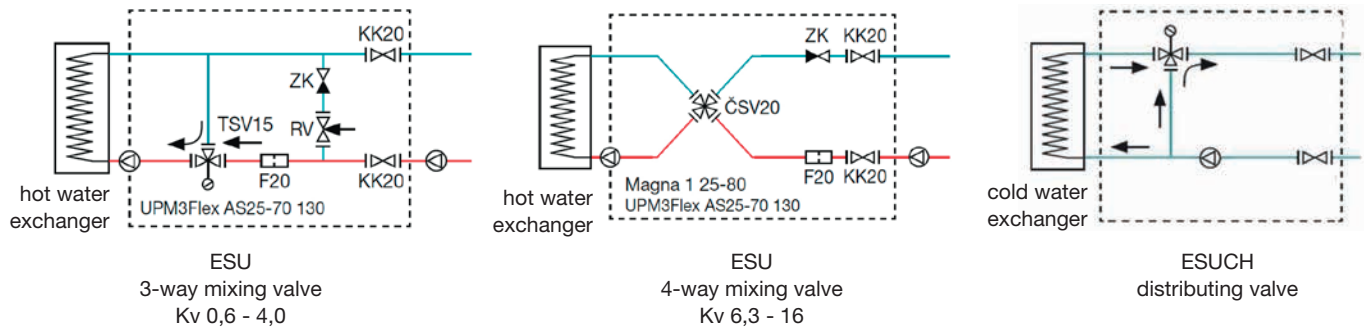 KK20
ZK
TSV15
RV
F20
KK20
hot water
exchanger
UPM3Flex AS25-70 130
ESU
3-way mixing valve
Kv 0,6 - 4,0
ZK KK20
ČSV20
F20 KK20
hot water
exchanger
Magna 1 25-80
UPM3Flex AS25-70 130
ESU
4-way mixing valve
Kv 6,3 - 16
cold water
exchanger
ESUCH
distributing valve